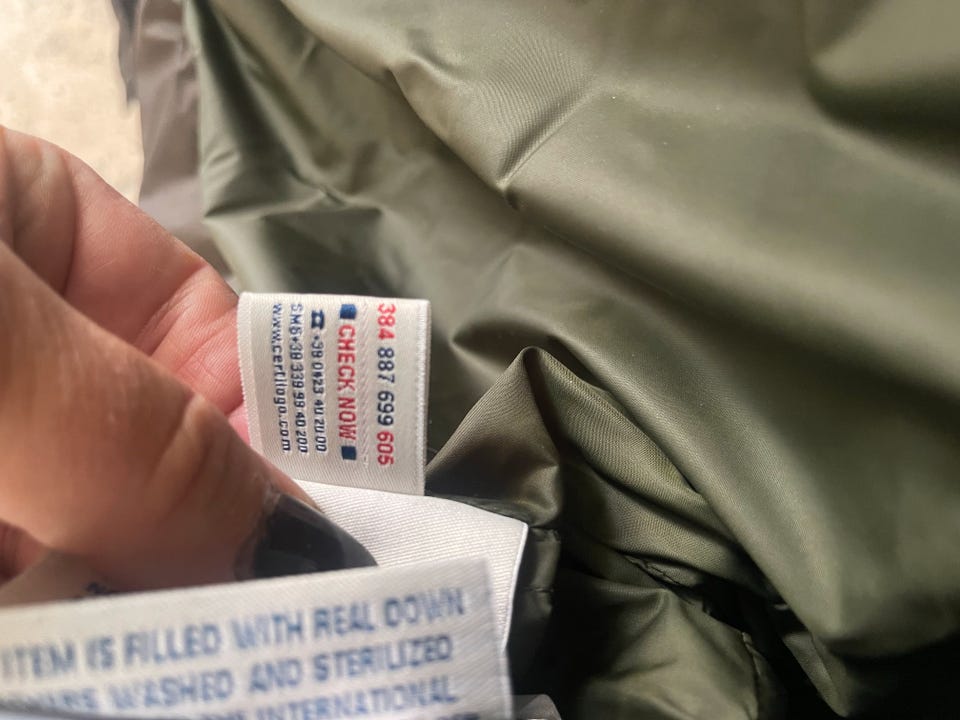 384 887 699 605
CHECK NOW
☎ +39 0423 40 20 00
SMS+39 339 99 40 200
www.certilogo.com
ITEM IS FILLED WITH REAL DOWN
WASHED AND STERILIZED
INTERNATIONAL